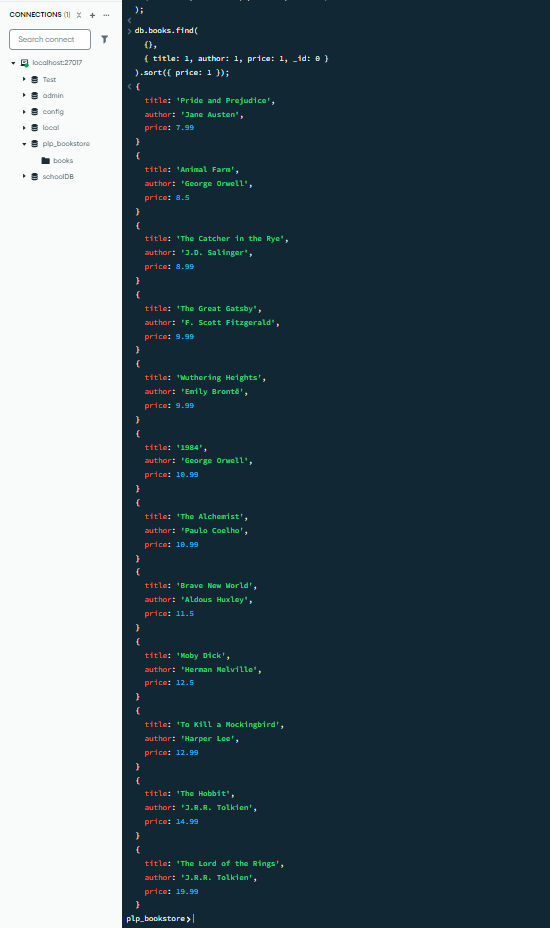 CONNECTIONS (1)
Search connect
localhost:27017
Test
admin
config
local
plp_bookstore
books
schoolDB
);
db.books.find(
{},
{ title: 1, author: 1, price: 1, _id: 0 }
).sort({ price: 1 });
{
title: 'Pride and Prejudice',
author: 'Jane Austen',
price: 7.99
}
{
title: 'Animal Farm',
author: 'George Orwell',
price: 8.5
}
{
title: 'The Catcher in the Rye',
author: 'J.D. Salinger',
price: 8.99
}
{
title: 'The Great Gatsby',
author: 'F. Scott Fitzgerald',
price: 9.99
}
{
title: 'Wuthering Heights',
author: 'Emily Brontë',
price: 9.99
}
{
title: '1984',
author: 'George Orwell',
price: 10.99
}
{
title: 'The Alchemist',
author: 'Paulo Coelho',
price: 10.99
}
{
title: 'Brave New World',
author: 'Aldous Huxley',
price: 11.5
}
{
title: 'Moby Dick',
author: 'Herman Melville',
price: 12.5
}
{
title: 'To Kill a Mockingbird',
author: 'Harper Lee',
price: 12.99
}
{
title: 'The Hobbit',
author: 'J.R.R. Tolkien',
price: 14.99
}
{
title: 'The Lord of the Rings',
author: 'J.R.R. Tolkien',
price: 19.99
}
plp_bookstore>